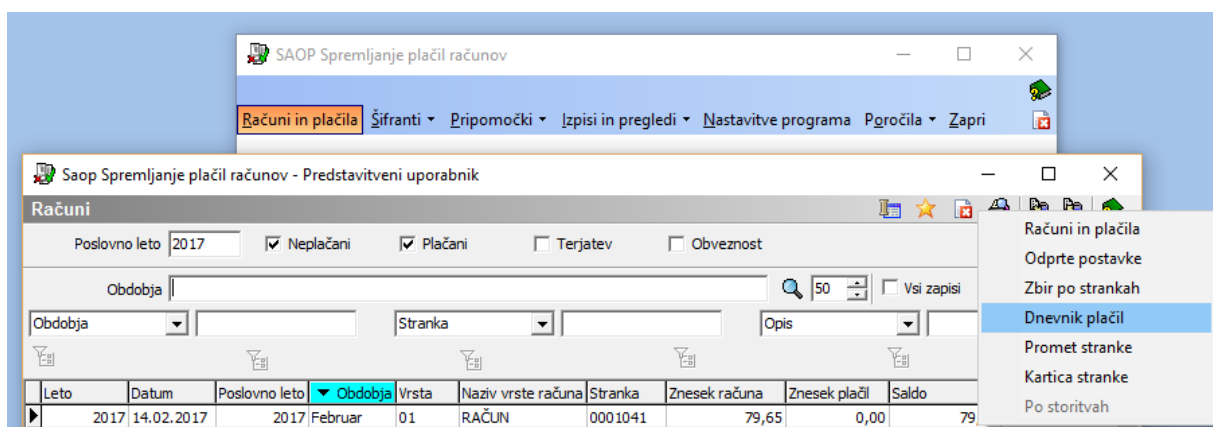 SAOP Spremljanje plačil računov
Računi in plačila Šifranti Pripomočki Izpisi in pregledi Nastavitve programa Poročila Zapri
Saop Spremljanje plačil računov - Predstavitveni uporabnik
Računi
Poslovno leto 2017 Neplačani Plačani Terjatev Obveznost
Obdobja 50 Vsi zapisi
Obdobja Stranka Opis
Leto Datum Poslovno leto Obdobja Vrsta Naziv vrste računa Stranka Znesek računa Znesek plačil Saldo
2017 14.02.2017 2017 Februar 01 RAČUN 0001041 79,65 0,00 79,
Računi in plačila
Odprte postavke
Zbir po strankah
Dnevnik plačil
Promet stranke
Kartica stranke
Po storitvah